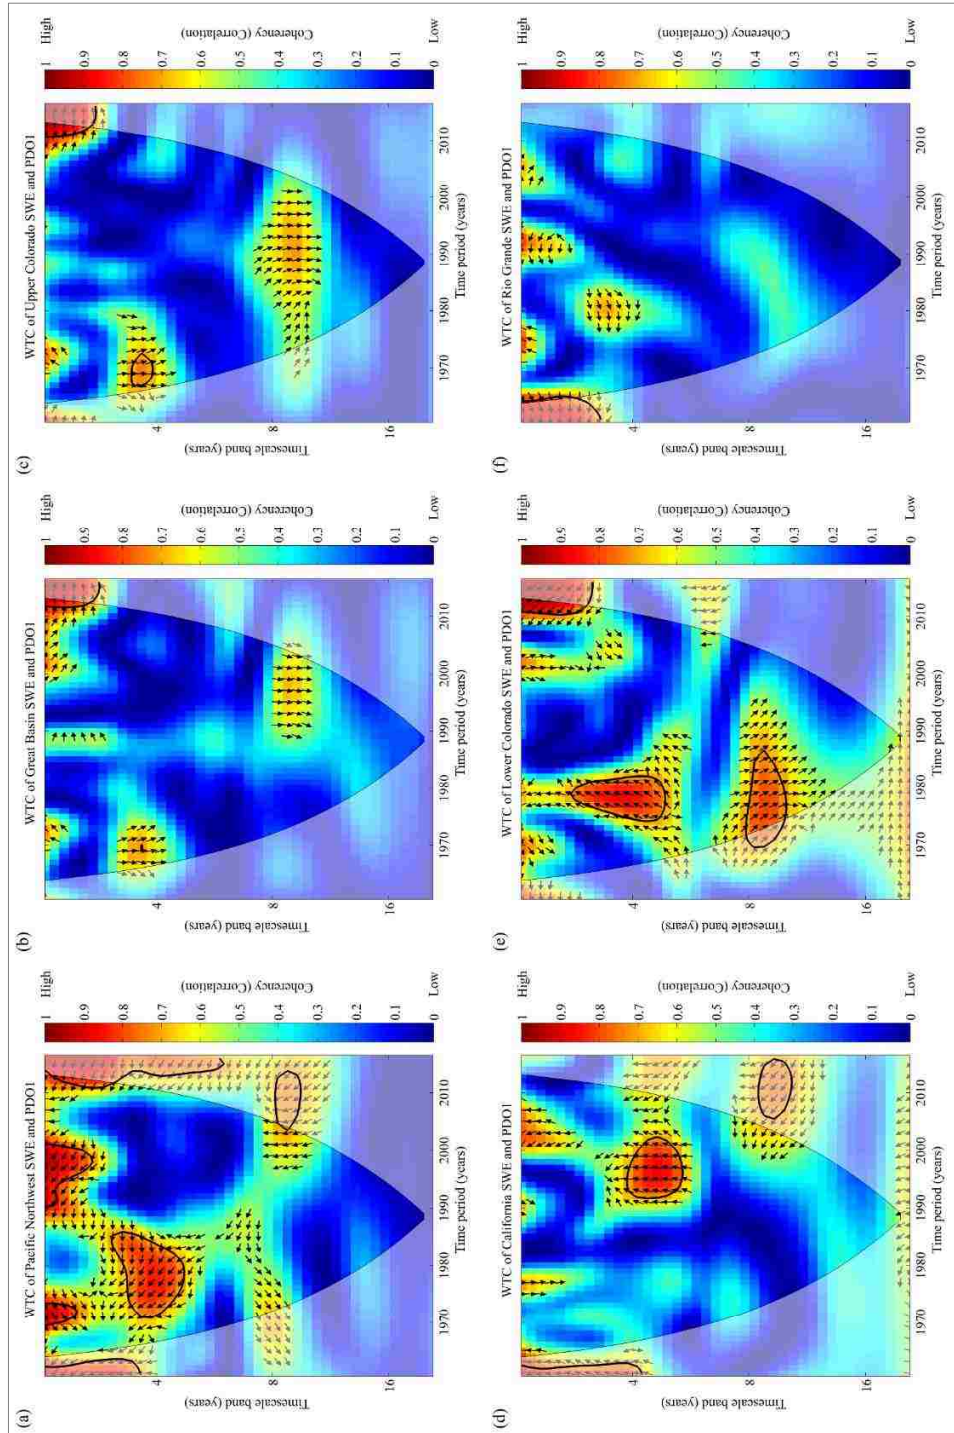 (a)
WTC of Pacific Northwest SWE and PDO1
Timescale band (years)
4
8
16
1970
1980
1990
2000
2010
Time period (years)
High
1
0.9
0.8
0.7
0.6
0.5
0.4
0.3
0.2
0.1
0
Low
Coherency (Correlation)
(b)
WTC of Great Basin SWE and PDO1
Timescale band (years)
4
8
16
1970
1980
1990
2000
2010
Time period (years)
High
1
0.9
0.8
0.7
0.6
0.5
0.4
0.3
0.2
0.1
0
Low
Coherency (Correlation)
(c)
WTC of Upper Colorado SWE and PDO1
Timescale band (years)
4
8
16
1970
1980
1990
2000
2010
Time period (years)
High
1
0.9
0.8
0.7
0.6
0.5
0.4
0.3
0.2
0.1
0
Low
Coherency (Correlation)
(d)
WTC of California SWE and PDO1
Timescale band (years)
4
8
16
1970
1980
1990
2000
2010
Time period (years)
High
1
0.9
0.8
0.7
0.6
0.5
0.4
0.3
0.2
0.1
0
Low
Coherency (Correlation)
(e)
WTC of Lower Colorado SWE and PDO1
Timescale band (years)
4
8
16
1970
1980
1990
2000
2010
Time period (years)
High
1
0.9
0.8
0.7
0.6
0.5
0.4
0.3
0.2
0.1
0
Low
Coherency (Correlation)
(f)
WTC of Rio Grande SWE and PDO1
Timescale band (years)
4
8
16
1970
1980
1990
2000
2010
Time period (years)
High
1
0.9
0.8
0.7
0.6
0.5
0.4
0.3
0.2
0.1
0
Low
Coherency (Correlation)